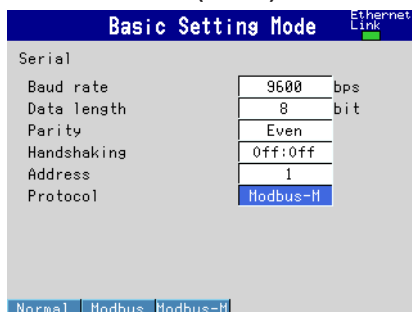 Basic Setting Mode
Ethernet
Link
Serial
Baud rate 9600 bps
Data length 8 bit
Parity Even
Handshaking Off:Off
Address 1
Protocol Modbus-M
Normal Modbus Modbus-M